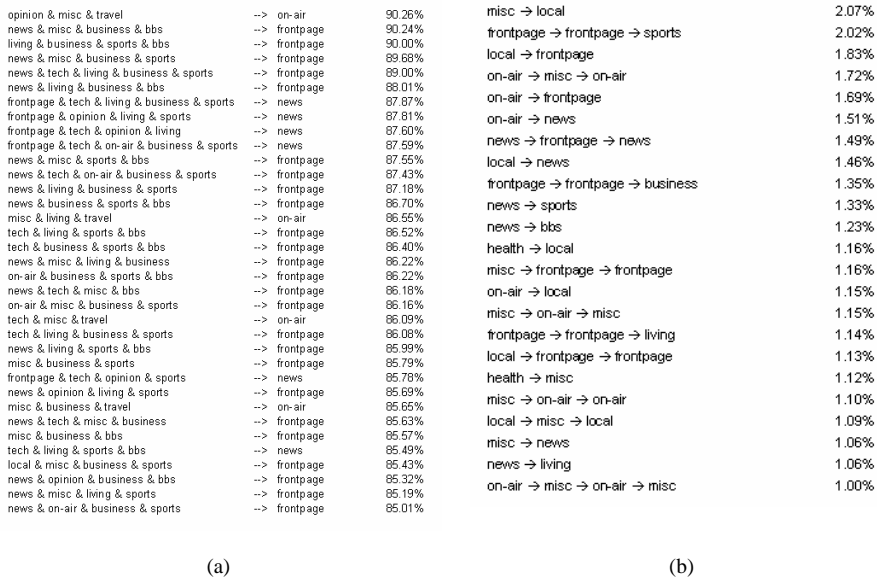 opinion & misc & travel --> on-air 90.26%
news & misc & business & bbs --> frontpage 90.24%
living & business & sports & bbs --> frontpage 90.00%
news & misc & business & sports --> frontpage 89.68%
news & tech & living & business & sports --> frontpage 89.00%
news & living & business & bbs --> frontpage 88.01%
frontpage & tech & living & business & sports --> news 87.87%
frontpage & opinion & living & sports --> news 87.81%
frontpage & tech & opinion & living --> news 87.60%
frontpage & tech & on-air & business & sports --> news 87.59%
news & misc & sports & bbs --> frontpage 87.55%
news & tech & on-air & business & sports --> frontpage 87.43%
news & living & business & sports --> frontpage 87.18%
news & business & sports & bbs --> frontpage 86.70%
misc & living & travel --> on-air 86.55%
tech & living & sports & bbs --> frontpage 86.52%
tech & business & sports & bbs --> frontpage 86.40%
news & misc & living & business --> frontpage 86.22%
on-air & business & sports & bbs --> frontpage 86.22%
news & tech & misc & bbs --> frontpage 86.18%
on-air & misc & business & sports --> frontpage 86.16%
tech & misc & travel --> on-air 86.09%
tech & living & business & sports --> frontpage 86.08%
news & living & sports & bbs --> frontpage 85.99%
misc & business & sports --> frontpage 85.79%
frontpage & tech & opinion & sports --> news 85.78%
news & opinion & living & sports --> frontpage 85.69%
misc & business & travel --> on-air 85.65%
news & tech & misc & business --> frontpage 85.63%
misc & business & bbs --> frontpage 85.57%
tech & living & sports & bbs --> news 85.49%
local & misc & business & sports --> frontpage 85.43%
news & opinion & business & bbs --> frontpage 85.32%
news & misc & living & sports --> frontpage 85.19%
news & on-air & business & sports --> frontpage 85.01%
(a)
misc → local 2.07%
frontpage → frontpage → sports 2.02%
local → frontpage 1.83%
on-air → misc → on-air 1.72%
on-air → frontpage 1.69%
on-air → news 1.51%
news → frontpage → news 1.49%
local → news 1.46%
frontpage → frontpage → business 1.35%
news → sports 1.33%
news → bbs 1.23%
health → local 1.16%
misc → frontpage → frontpage 1.16%
on-air → local 1.15%
misc → on-air → misc 1.15%
frontpage → frontpage → living 1.14%
local → frontpage → frontpage 1.13%
health → misc 1.12%
misc → on-air → on-air 1.10%
local → misc → local 1.09%
misc → news 1.06%
news → living 1.06%
on-air → misc → on-air → misc 1.00%
(b)